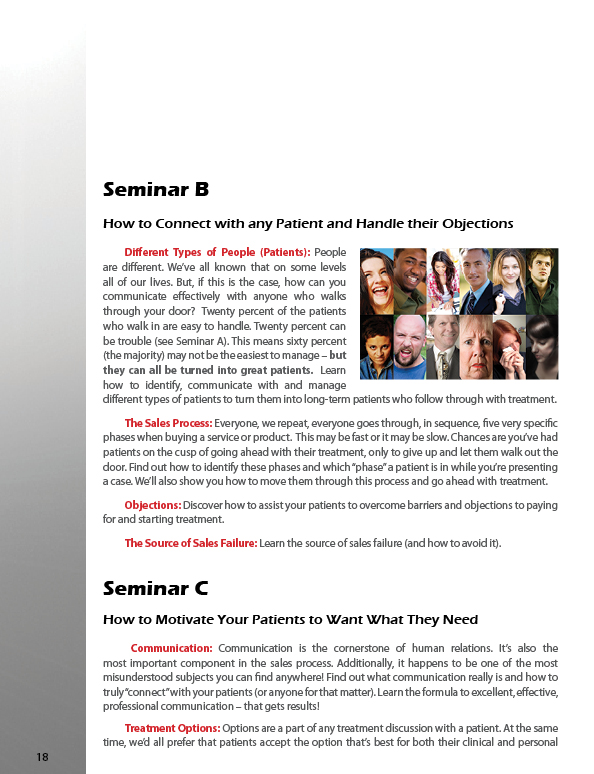 Seminar B
How to Connect with any Patient and Handle their Objections
Different Types of People (Patients): People
are different. We've all known that on some levels
all of our lives. But, if this is the case, how can you
communicate effectively with anyone who walks
through your door? Twenty percent of the patients
who walk in are easy to handle. Twenty percent can
be trouble (see Seminar A). This means sixty percent
(the majority) may not be the easiest to manage – but
they can all be turned into great patients. Learn
how to identify, communicate with and manage
different types of patients to turn them into long-term patients who follow through with treatment.
The Sales Process: Everyone, we repeat, everyone goes through, in sequence, five very specific
phases when buying a service or product. This may be fast or it may be slow. Chances are you've had
patients on the cusp of going ahead with their treatment, only to give up and let them walk out the
door. Find out how to identify these phases and which "phase" a patient is in while you're presenting
a case. We'll also show you how to move them through this process and go ahead with treatment.
Objections: Discover how to assist your patients to overcome barriers and objections to paying
for and starting treatment.
The Source of Sales Failure: Learn the source of sales failure (and how to avoid it).
Seminar C
How to Motivate Your Patients to Want What They Need
Communication: Communication is the cornerstone of human relations. It's also the
most important component in the sales process. Additionally, it happens to be one of the most
misunderstood subjects you can find anywhere! Find out what communication really is and how to
truly "connect" with your patients (or anyone for that matter). Learn the formula to excellent, effective,
professional communication – that gets results!
Treatment Options: Options are a part of any treatment discussion with a patient. At the same
time, we'd all prefer that patients accept the option that's best for both their clinical and personal
18